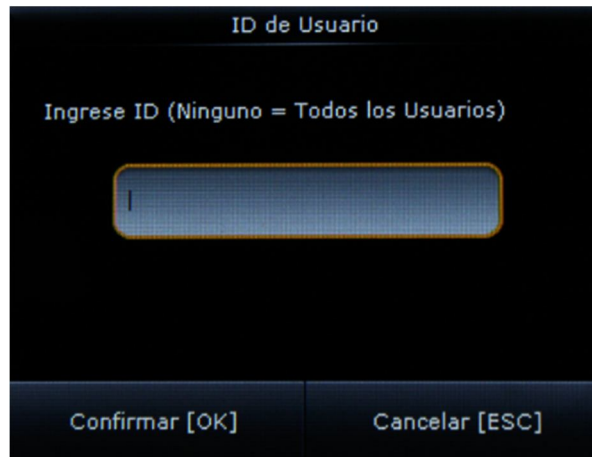 ID de Usuario
Ingrese ID (Ninguno = Todos los Usuarios)
Confirmar [OK]
Cancelar [ESC]